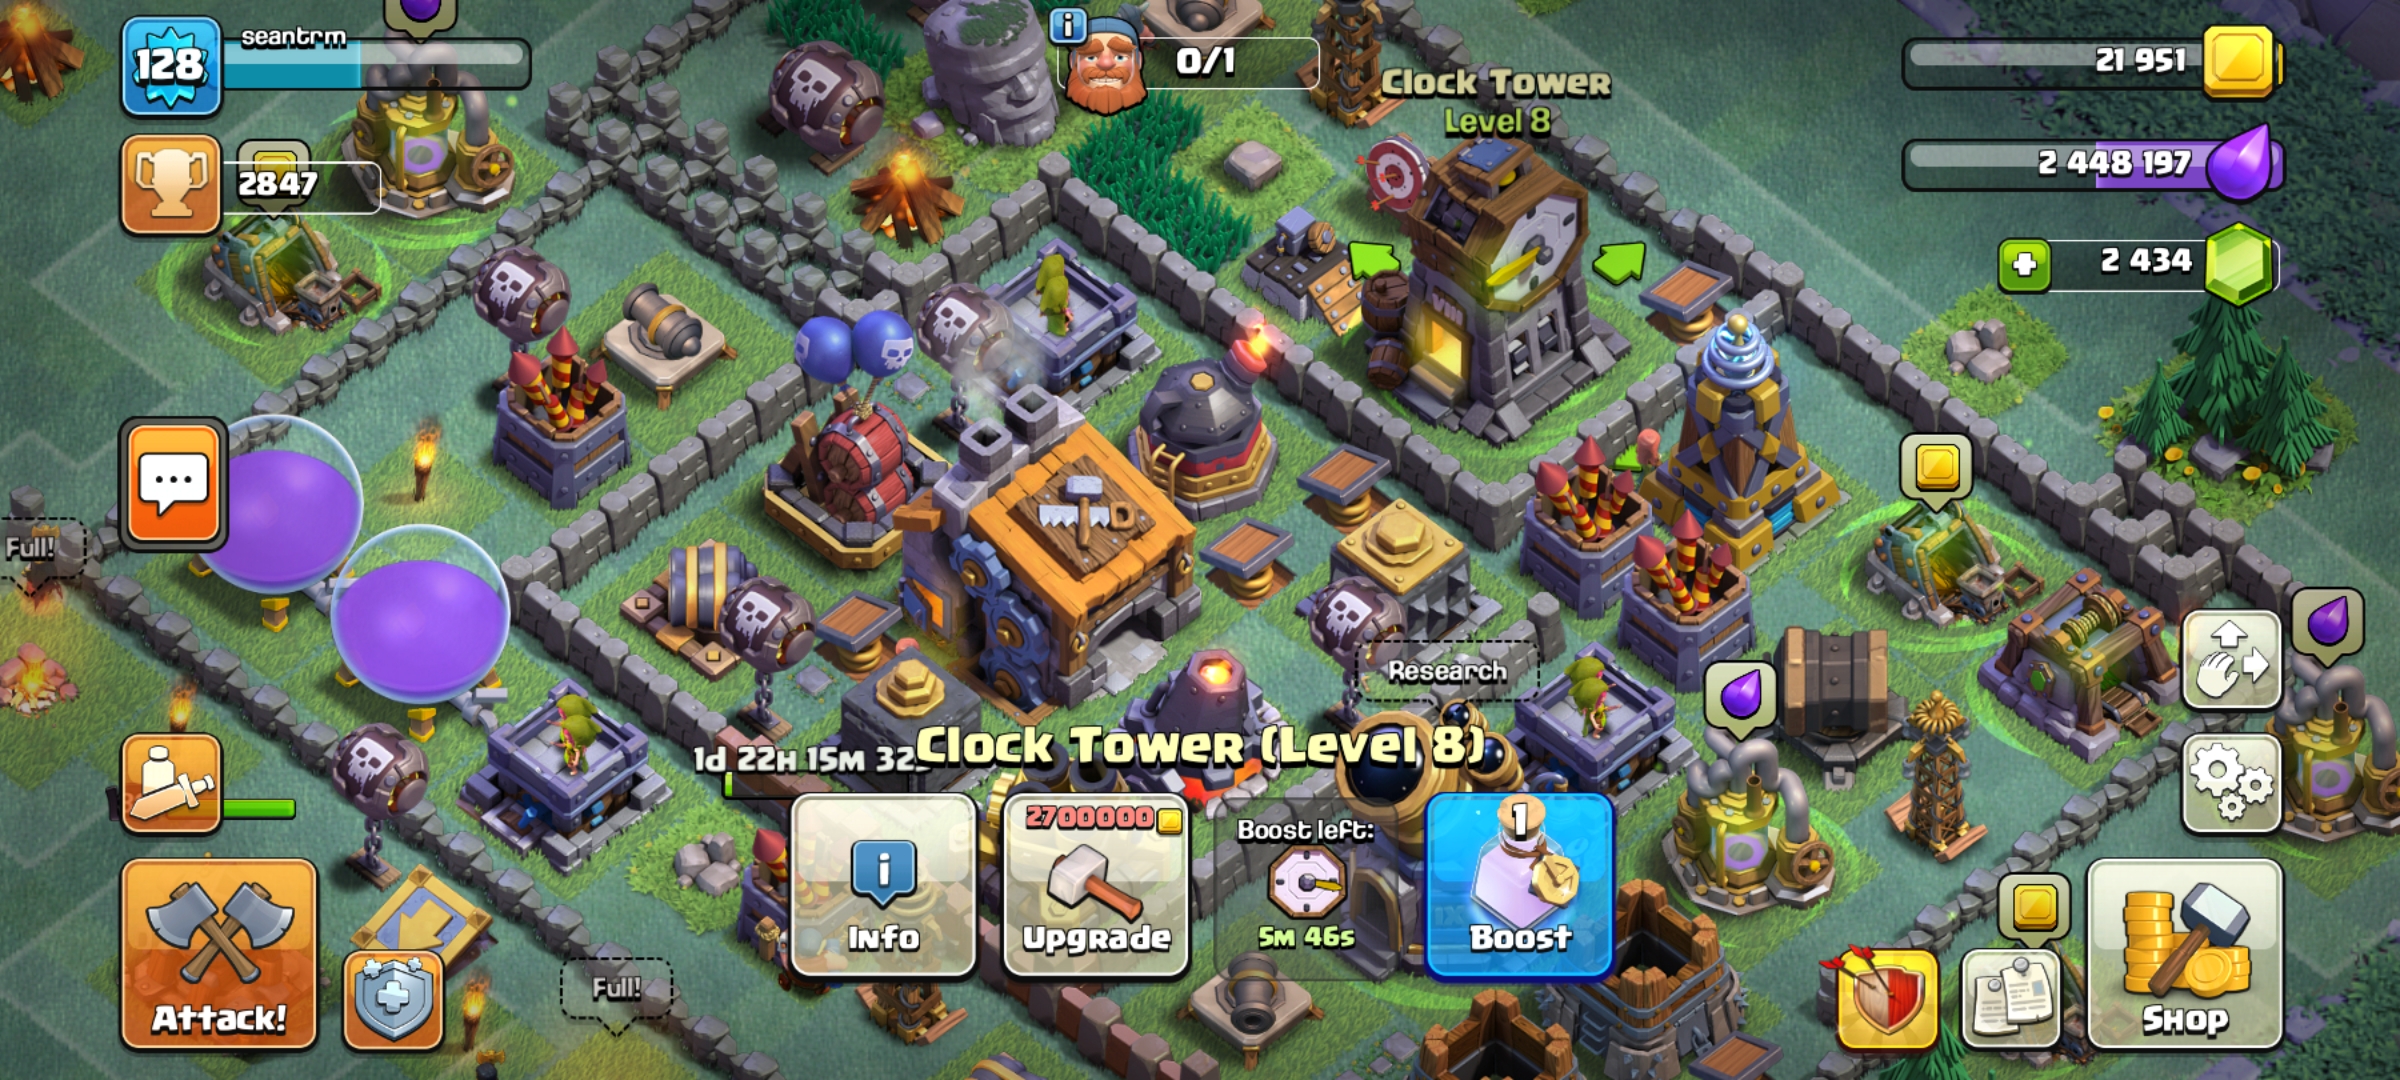 128
seantrm
2847
0/1
Clock Tower
Level 8
21 951
2 448 197
2 434
VIII
Full!
Research
1d 22H 15M 32
Clock Tower (Level 8)
Info
2700000
Upgrade
Boost left:
5M 46s
1
Boost
Attack!
Full!
Shop